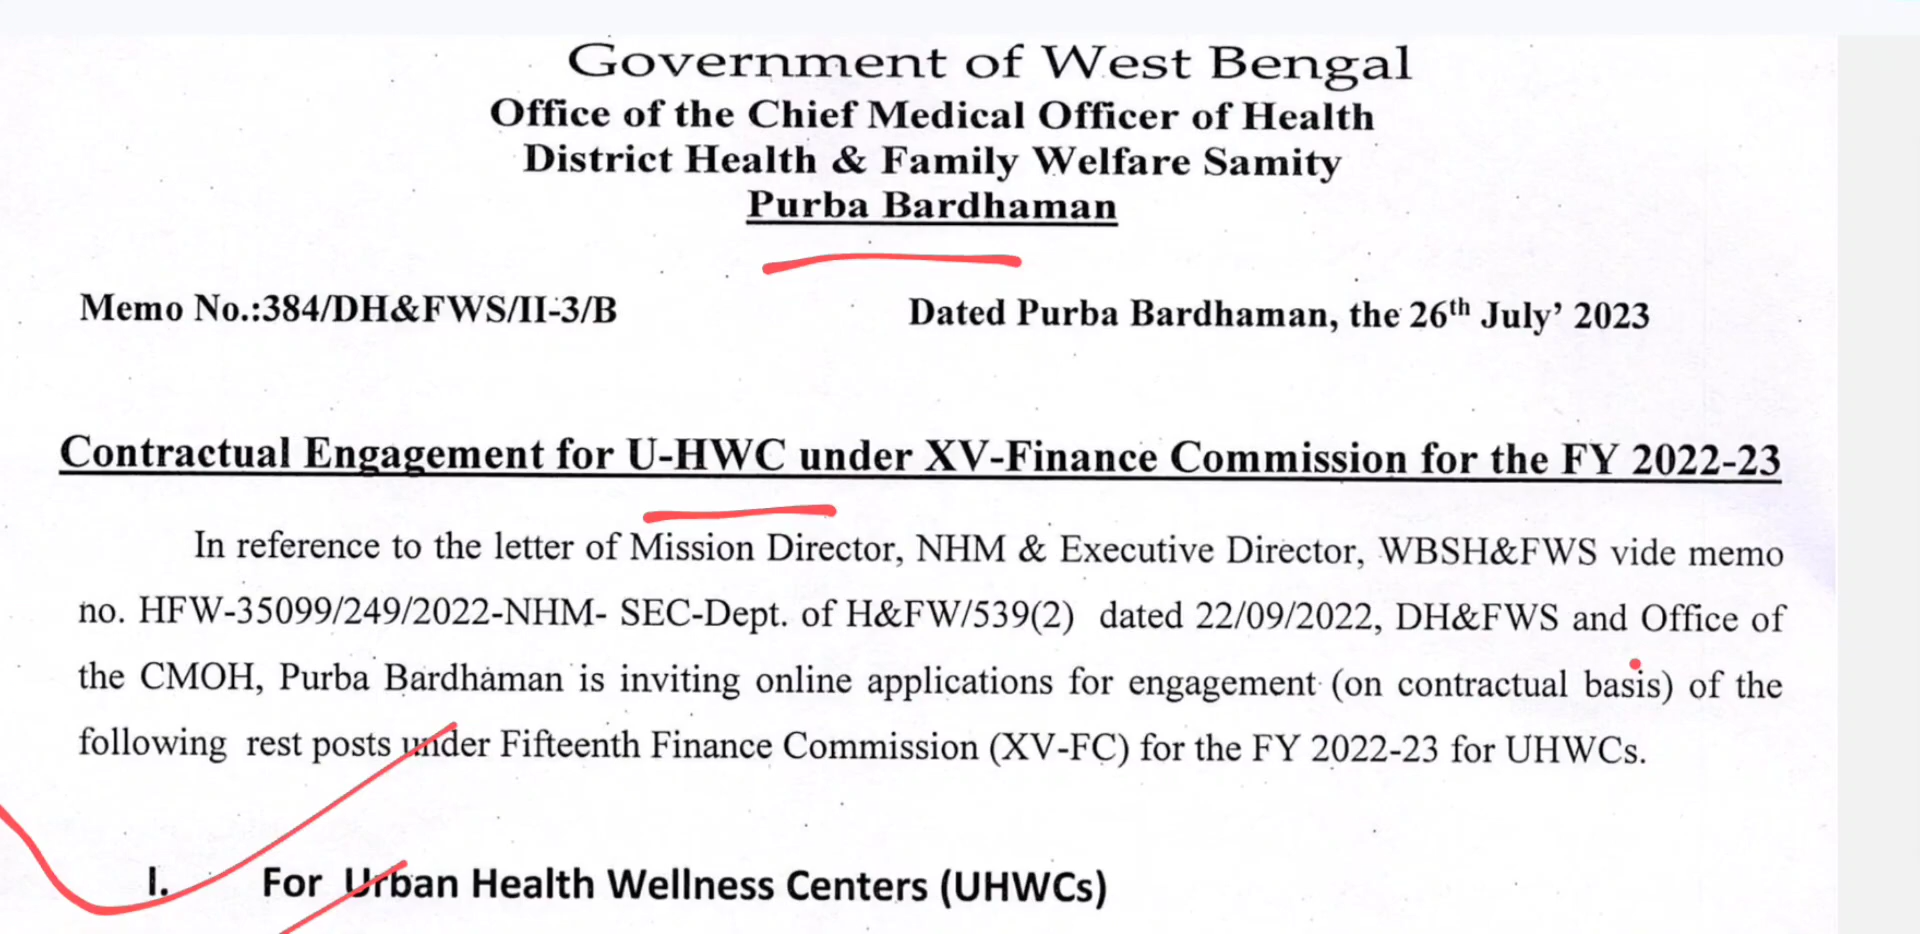 Government of West Bengal
Office of the Chief Medical Officer of Health
District Health & Family Welfare Samity
Purba Bardhaman
Memo No.:384/DH&FWS/II-3/B Dated Purba Bardhaman, the 26th July' 2023
Contractual Engagement for U-HWC under XV-Finance Commission for the FY 2022-23
In reference to the letter of Mission Director, NHM & Executive Director, WBSH&FWS vide memo
no. HFW-35099/249/2022-NHM- SEC-Dept. of H&FW/539(2) dated 22/09/2022, DH&FWS and Office of
the CMOH, Purba Bardhaman is inviting online applications for engagement (on contractual basis) of the
following rest posts under Fifteenth Finance Commission (XV-FC) for the FY 2022-23 for UHWCs.
I. For Urban Health Wellness Centers (UHWCs)